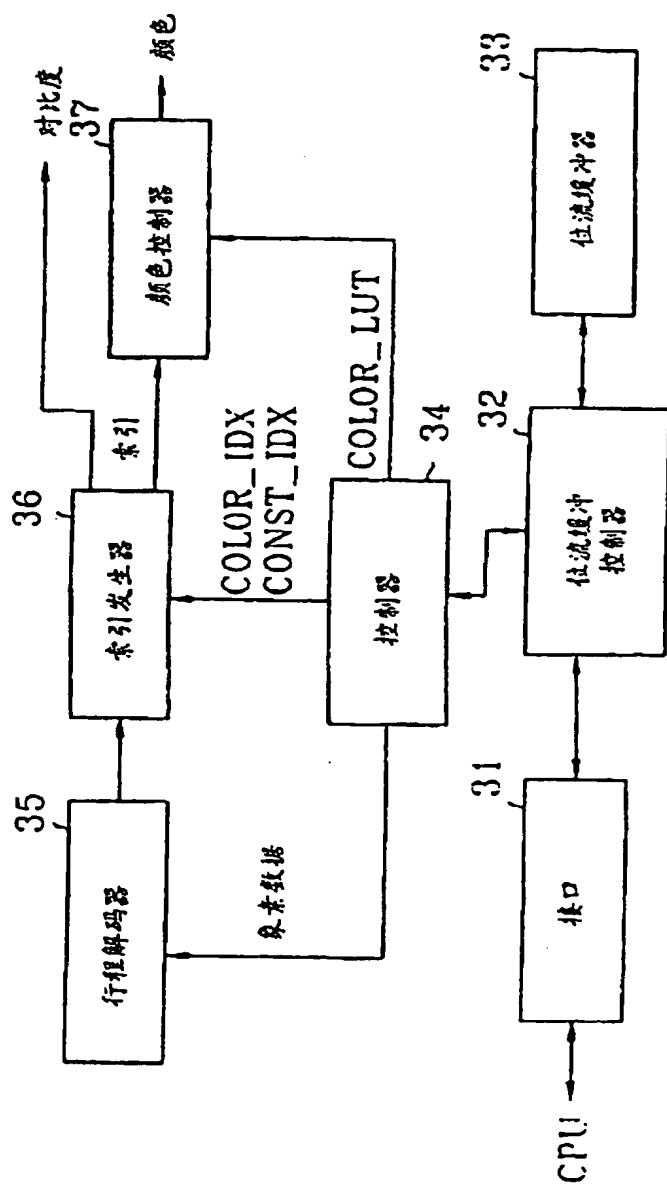 35
行程解码器
36
索引发生器
索引
对比度
37
颜色控制器
颜色
象素数据
COLOR_IDX
CONST_IDX
COLOR_LUT
控制器
34
CPU
31
接口
32
位流缓冲
控制器
33
位流缓冲器